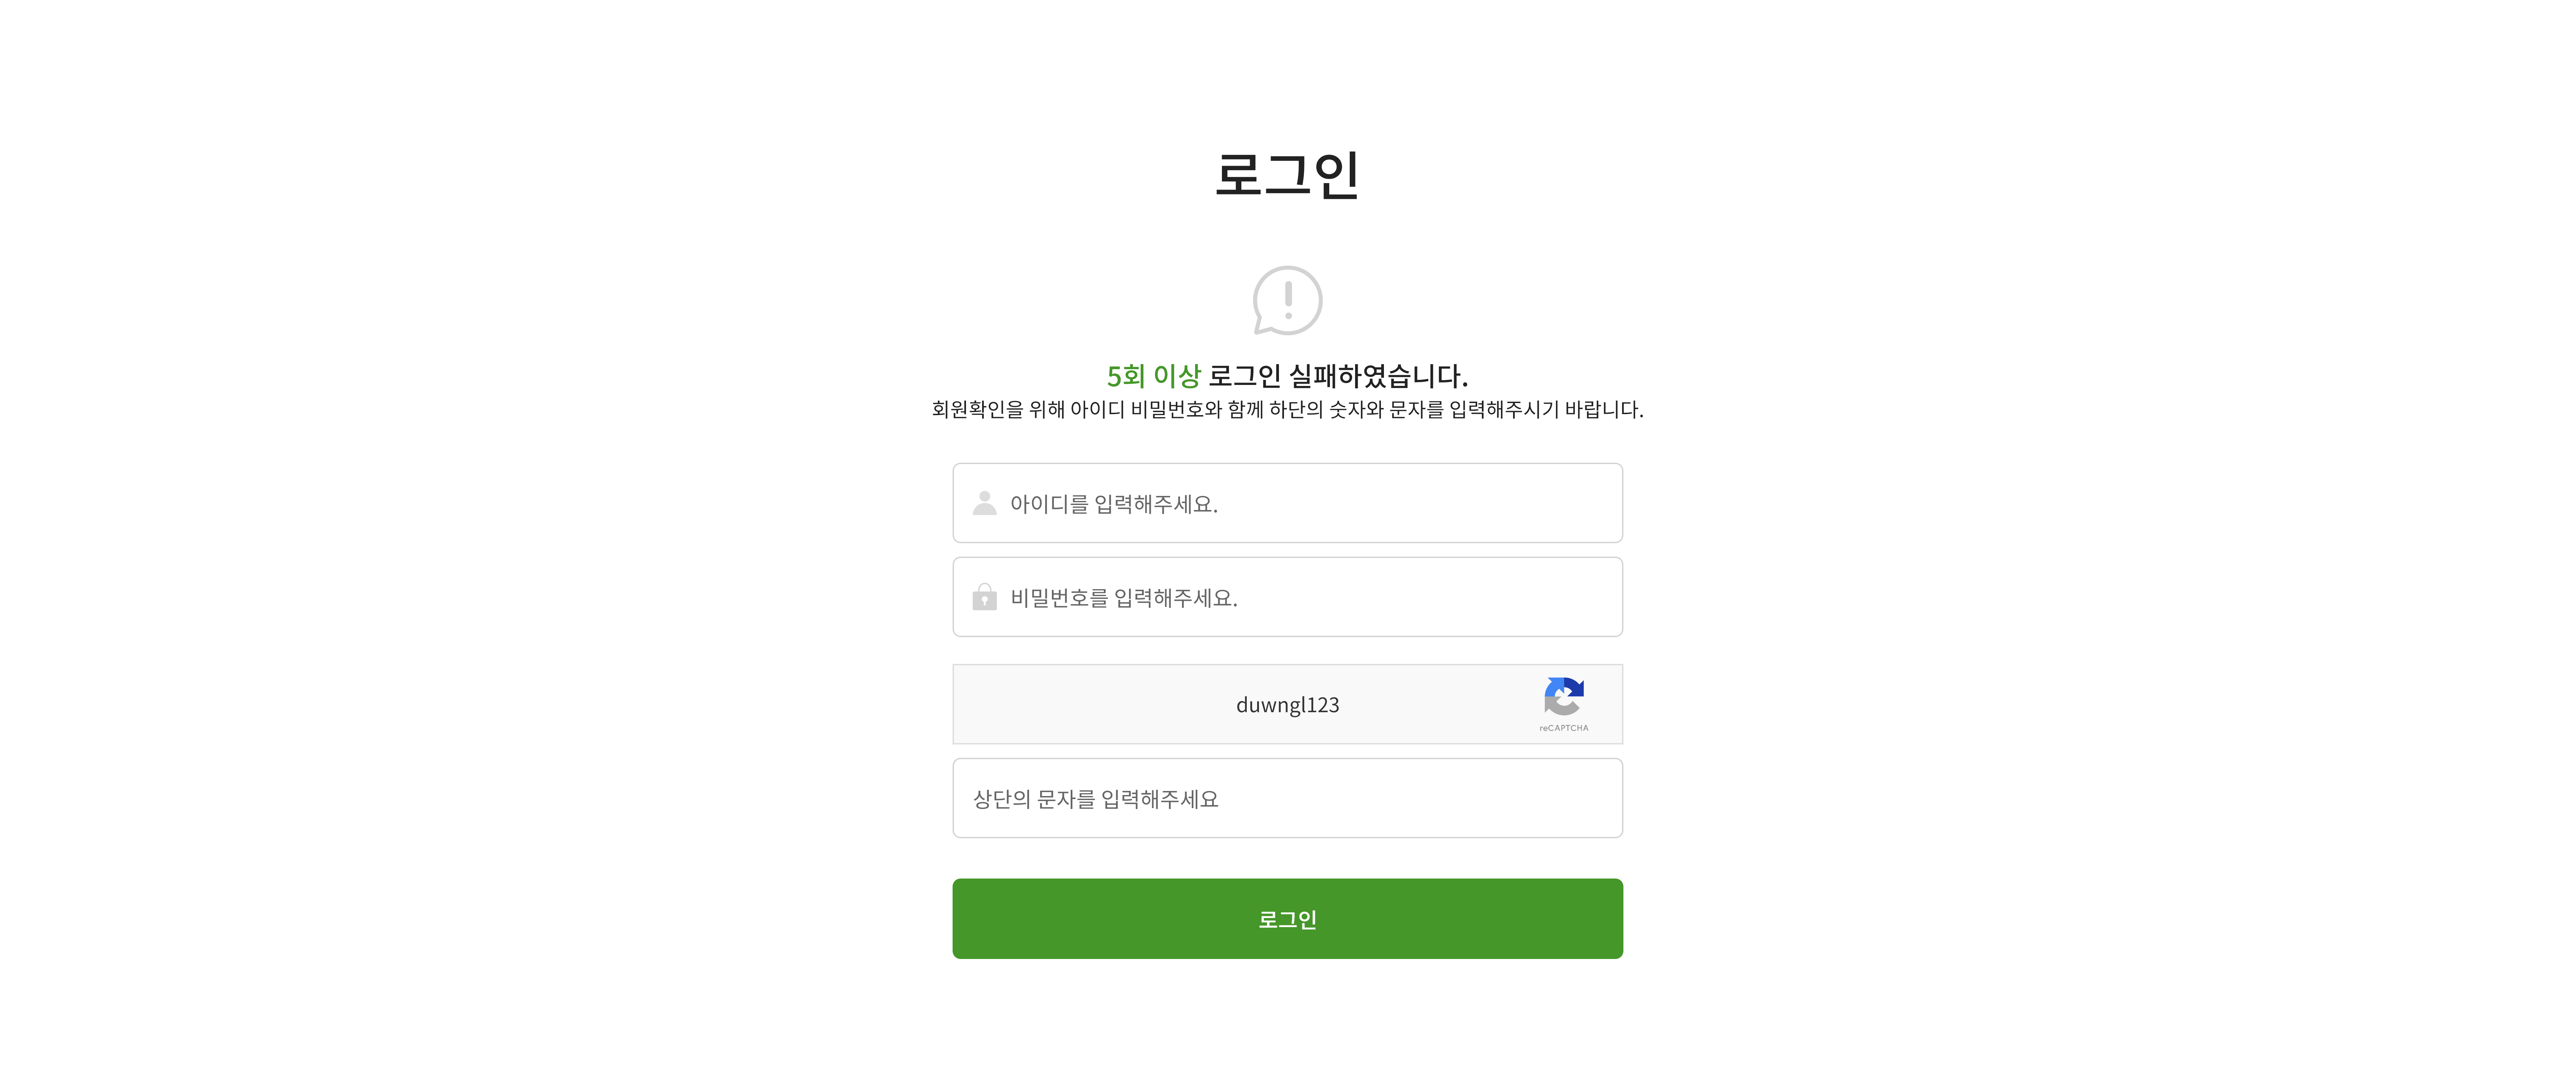 로그인
5회 이상 로그인 실패하였습니다.
회원확인을 위해 아이디 비밀번호와 함께 하단의 숫자와 문자를 입력해주시기 바랍니다.
아이디를 입력해주세요.
비밀번호를 입력해주세요.
duwngl123
reCAPTCHA
상단의 문자를 입력해주세요
로그인